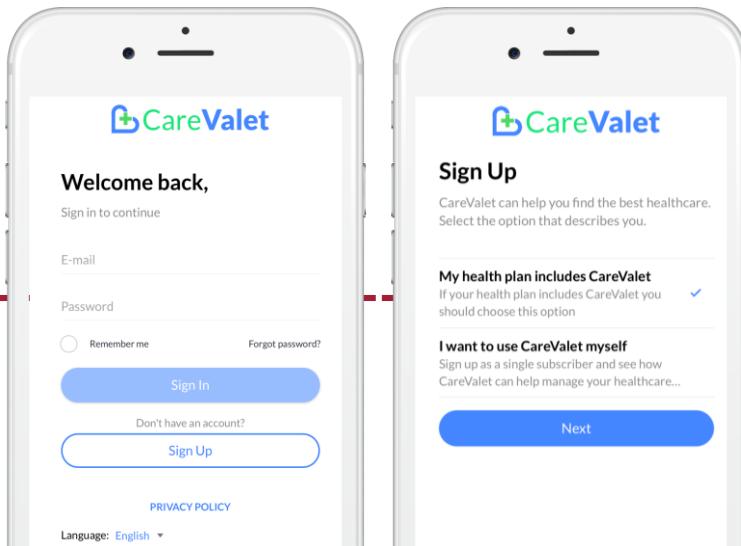 CareValet
Welcome back,
Sign in to continue
E-mail
Password
Remember me
Forgot password?
Sign In
Don't have an account?
Sign Up
PRIVACY POLICY
Language: English
CareValet
Sign Up
CareValet can help you find the best healthcare.
Select the option that describes you.
My health plan includes CareValet
If your health plan includes CareValet you
should choose this option
I want to use CareValet myself
Sign up as a single subscriber and see how
CareValet can help manage your healthcare...
Next